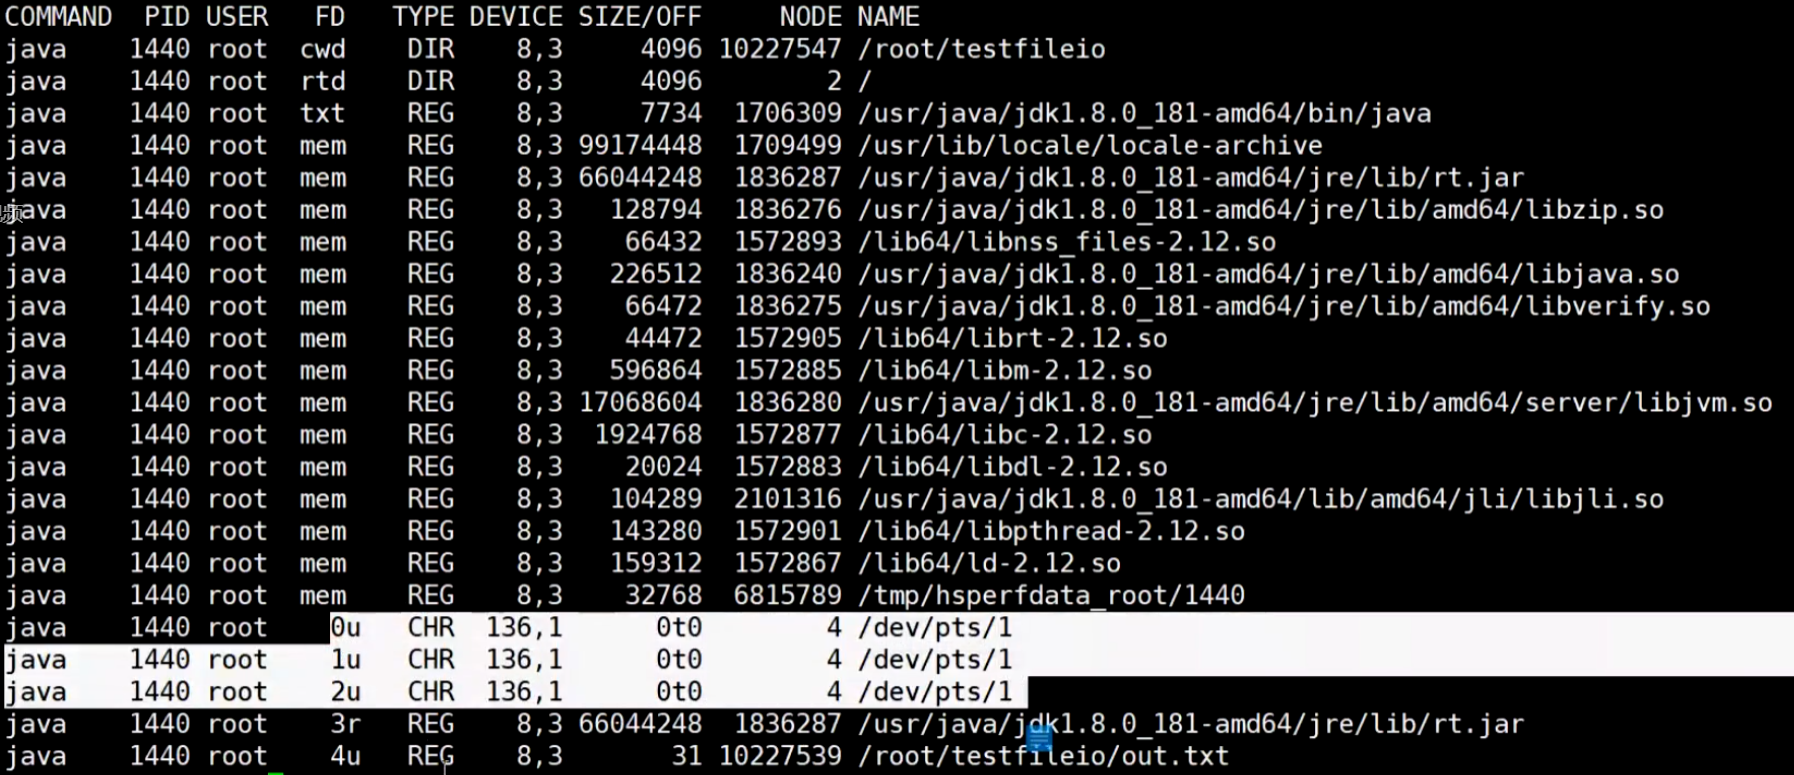 COMMAND  PID USER   FD   TYPE DEVICE SIZE/OFF     NODE NAME
java    1440 root  cwd    DIR    8,3     4096 10227547 /root/testfileio
java    1440 root  rtd    DIR    8,3     4096        2 /
java    1440 root  txt    REG    8,3     7734  1706309 /usr/java/jdk1.8.0_181-amd64/bin/java
java    1440 root  mem    REG    8,3 99174448  1709499 /usr/lib/locale/locale-archive
java    1440 root  mem    REG    8,3 66044248  1836287 /usr/java/jdk1.8.0_181-amd64/jre/lib/rt.jar
java    1440 root  mem    REG    8,3   128794  1836276 /usr/java/jdk1.8.0_181-amd64/jre/lib/amd64/libzip.so
java    1440 root  mem    REG    8,3    66432  1572893 /lib64/libnss_files-2.12.so
java    1440 root  mem    REG    8,3   226512  1836240 /usr/java/jdk1.8.0_181-amd64/jre/lib/amd64/libjava.so
java    1440 root  mem    REG    8,3    66472  1836275 /usr/java/jdk1.8.0_181-amd64/jre/lib/amd64/libverify.so
java    1440 root  mem    REG    8,3    44472  1572905 /lib64/librt-2.12.so
java    1440 root  mem    REG    8,3   596864  1572885 /lib64/libm-2.12.so
java    1440 root  mem    REG    8,3 17068604  1836280 /usr/java/jdk1.8.0_181-amd64/jre/lib/amd64/server/libjvm.so
java    1440 root  mem    REG    8,3  1924768  1572877 /lib64/libc-2.12.so
java    1440 root  mem    REG    8,3    20024  1572883 /lib64/libdl-2.12.so
java    1440 root  mem    REG    8,3   104289  2101316 /usr/java/jdk1.8.0_181-amd64/lib/amd64/jli/libjli.so
java    1440 root  mem    REG    8,3   143280  1572901 /lib64/libpthread-2.12.so
java    1440 root  mem    REG    8,3   159312  1572867 /lib64/ld-2.12.so
java    1440 root  mem    REG    8,3    32768  6815789 /tmp/hsperfdata_root/1440
java    1440 root    0u   CHR  136,1      0t0        4 /dev/pts/1
java    1440 root    1u   CHR  136,1      0t0        4 /dev/pts/1
java    1440 root    2u   CHR  136,1      0t0        4 /dev/pts/1
java    1440 root    3r   REG    8,3 66044248  1836287 /usr/java/jdk1.8.0_181-amd64/jre/lib/rt.jar
java    1440 root    4u   REG    8,3       31 10227539 /root/testfileio/out.txt